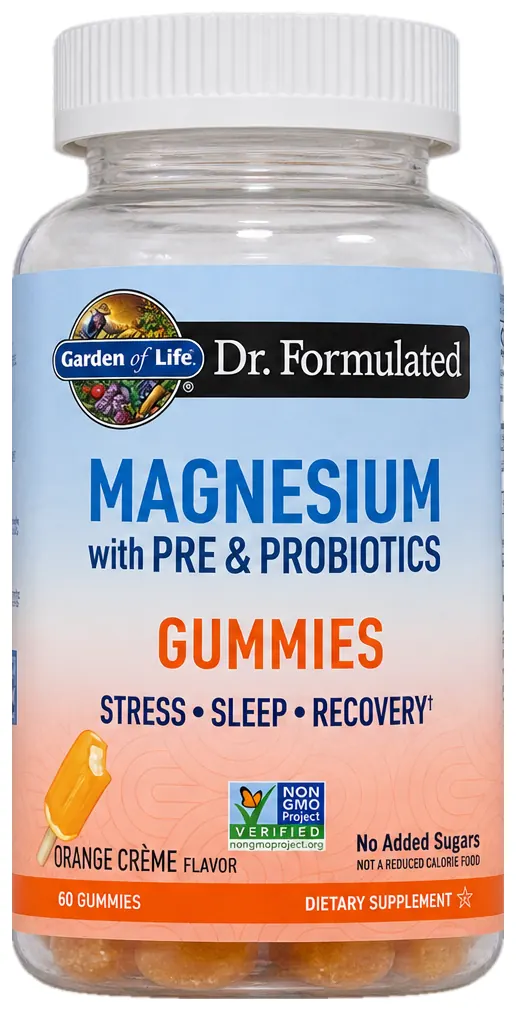 Garden of Life®
Dr. Formulated
MAGNESIUM
with PRE & PROBIOTICS
GUMMIES
STRESS • SLEEP • RECOVERY†
NON
GMO
Project
VERIFIED
nongmoproject.org
ORANGE CRÈME FLAVOR
No Added Sugars
NOT A REDUCED CALORIE FOOD
60 GUMMIES
DIETARY SUPPLEMENT